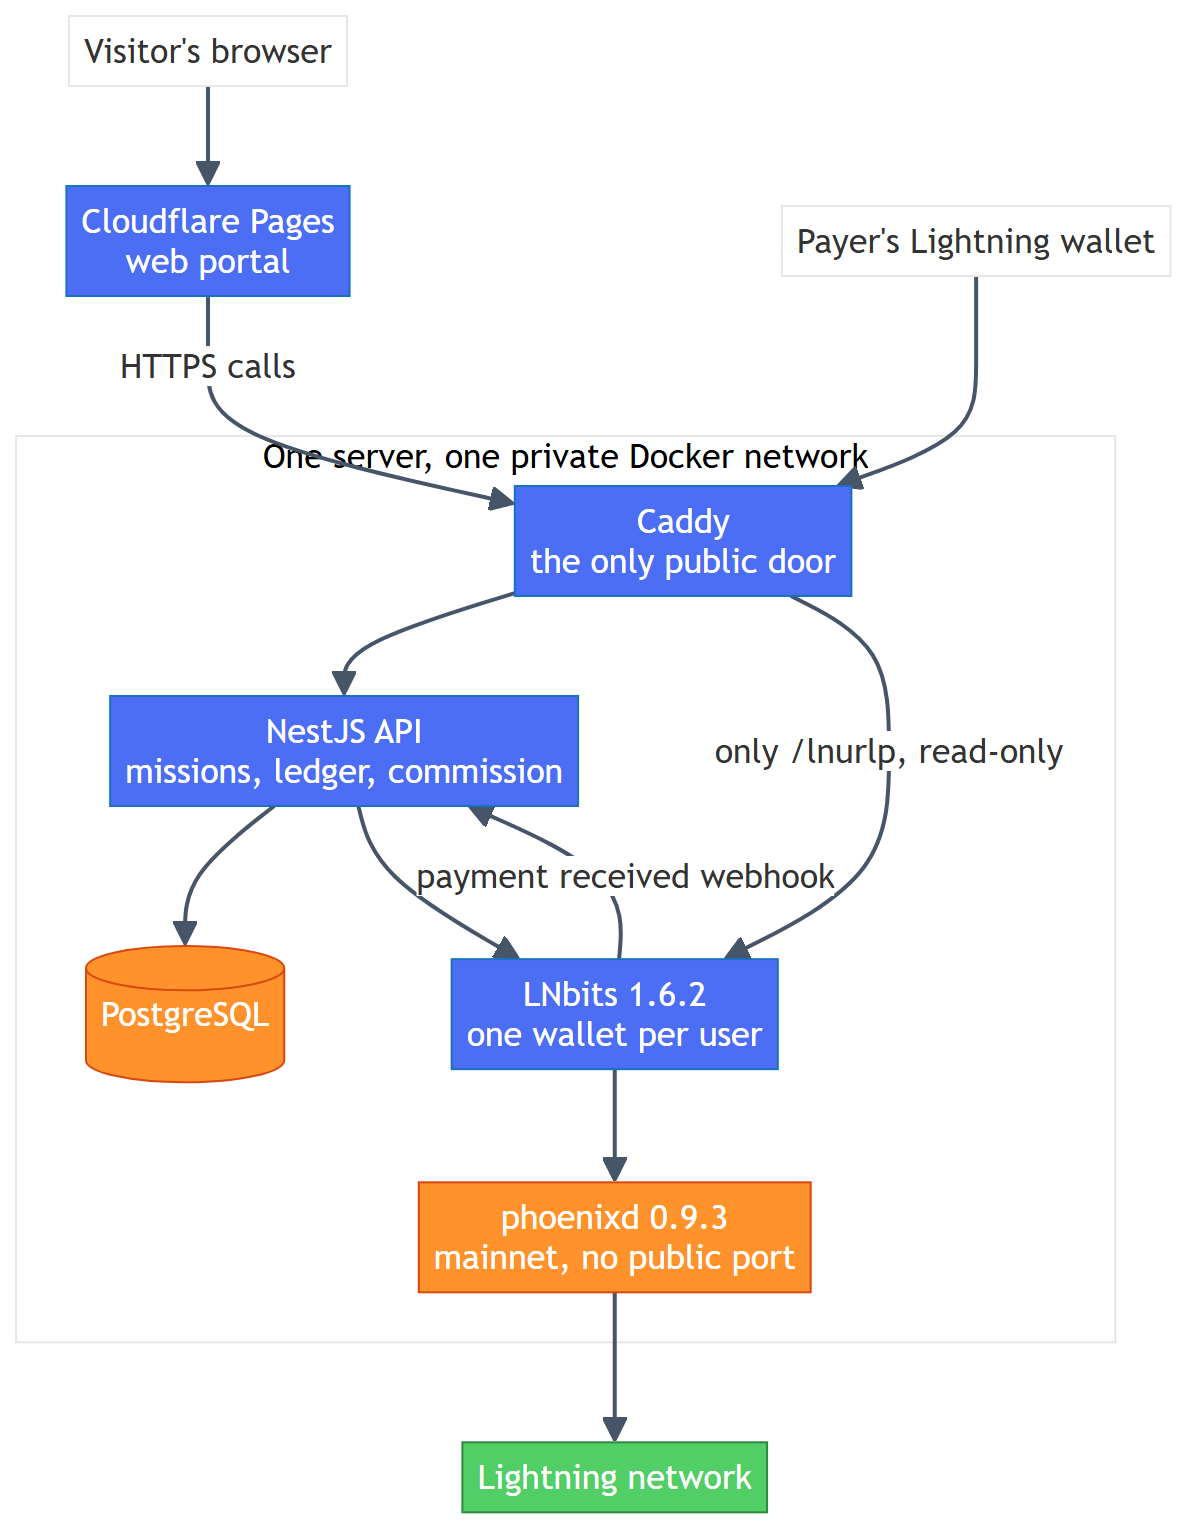 Visitor's browser
Cloudflare Pages
web portal
Payer's Lightning wallet
HTTPS calls
One server, one private Docker network
Caddy
the only public door
NestJS API
missions, ledger, commission
only /lnurlp, read-only
payment received webhook
PostgreSQL
LNbits 1.6.2
one wallet per user
phoenixd 0.9.3
mainnet, no public port
Lightning network